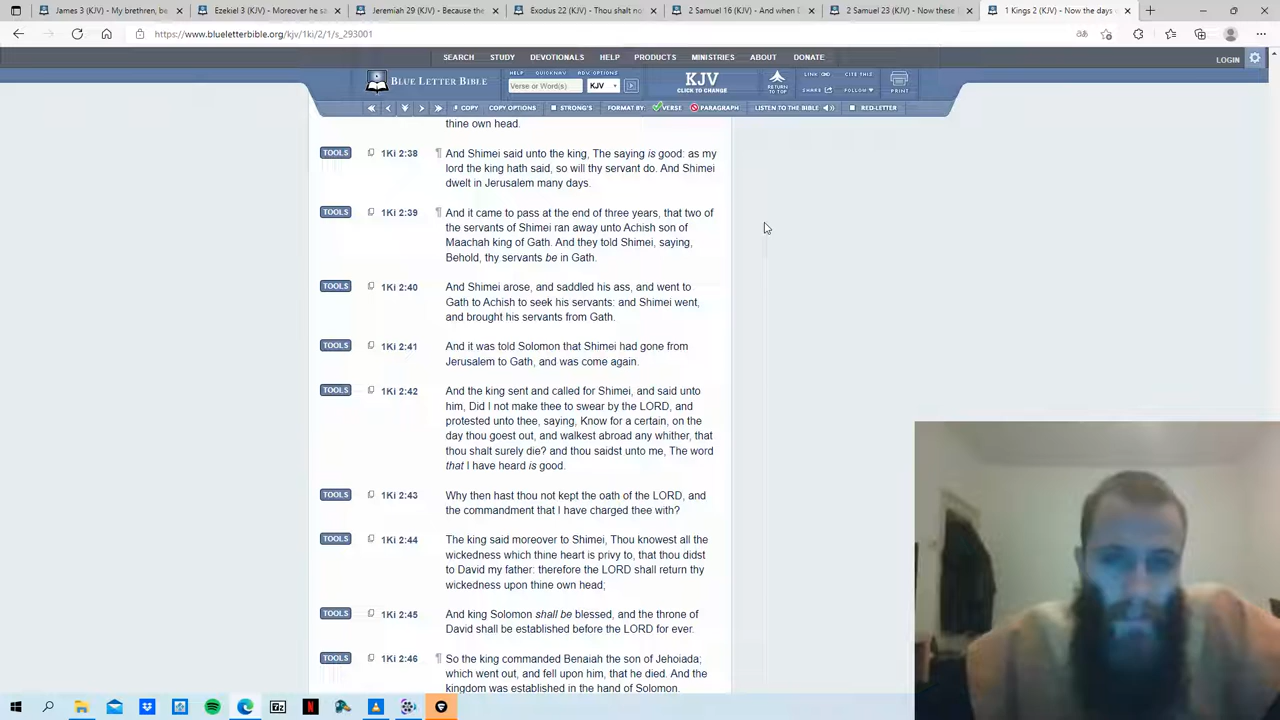 James 3 (KJV) - My brethren, be
Ezekiel 3 (KJV) - Moreover he sa
Jeremiah 29 (KJV) - Because the
Exodus 22 (KJV) - Thou shalt no
2 Samuel 16 (KJV) - And when D
2 Samuel 23 (KJV) - Now these b
1 Kings 2 (KJV) - Now the days
https://www.blueletterbible.org/kjv/1ki/2/1/s_293001
SEARCH STUDY DEVOTIONALS HELP PRODUCTS MINISTRIES ABOUT DONATE
LOGIN
BLUE LETTER BIBLE
HELP QUICKNAV ADV. OPTIONS
Verse or Word(s) KJV
KJV
CLICK TO CHANGE
RETURN
TO TOP
LINK CITE THIS
SHARE FOLLOW
PRINT
COPY COPY OPTIONS STRONG'S FORMAT BY: VERSE PARAGRAPH LISTEN TO THE BIBLE RED-LETTER
thine own head.
TOOLS 1Ki 2:38 ¶ And Shimei said unto the king, The saying is good: as my
lord the king hath said, so will thy servant do. And Shimei
dwelt in Jerusalem many days.
TOOLS 1Ki 2:39 ¶ And it came to pass at the end of three years, that two of
the servants of Shimei ran away unto Achish son of
Maachah king of Gath. And they told Shimei, saying,
Behold, thy servants be in Gath.
TOOLS 1Ki 2:40 And Shimei arose, and saddled his ass, and went to
Gath to Achish to seek his servants: and Shimei went,
and brought his servants from Gath.
TOOLS 1Ki 2:41 And it was told Solomon that Shimei had gone from
Jerusalem to Gath, and was come again.
TOOLS 1Ki 2:42 And the king sent and called for Shimei, and said unto
him, Did I not make thee to swear by the LORD, and
protested unto thee, saying, Know for a certain, on the
day thou goest out, and walkest abroad any whither, that
thou shalt surely die? and thou saidst unto me, The word
that I have heard is good.
TOOLS 1Ki 2:43 Why then hast thou not kept the oath of the LORD, and
the commandment that I have charged thee with?
TOOLS 1Ki 2:44 The king said moreover to Shimei, Thou knowest all the
wickedness which thine heart is privy to, that thou didst
to David my father: therefore the LORD shall return thy
wickedness upon thine own head;
TOOLS 1Ki 2:45 And king Solomon shall be blessed, and the throne of
David shall be established before the LORD for ever.
TOOLS 1Ki 2:46 ¶ So the king commanded Benaiah the son of Jehoiada;
which went out, and fell upon him, that he died. And the
kingdom was established in the hand of Solomon.